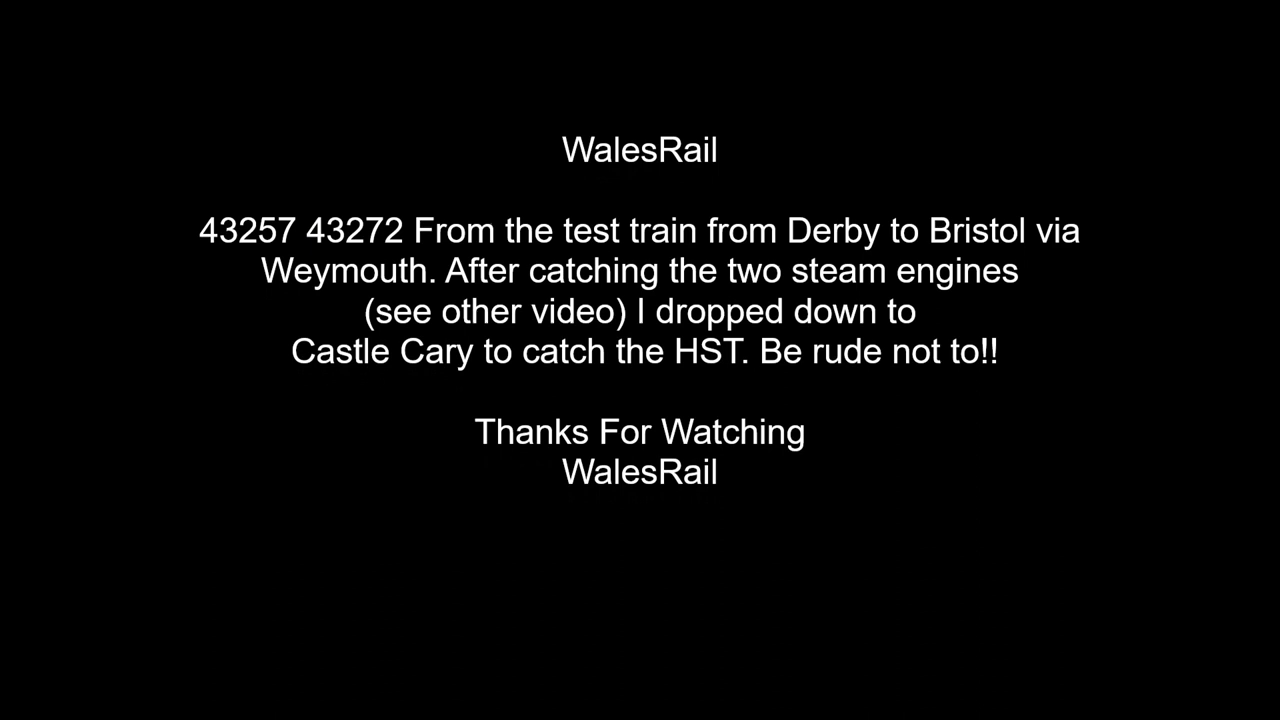 WalesRail
43257 43272 From the test train from Derby to Bristol via
Weymouth. After catching the two steam engines
(see other video) I dropped down to
Castle Cary to catch the HST. Be rude not to!!
Thanks For Watching
WalesRail